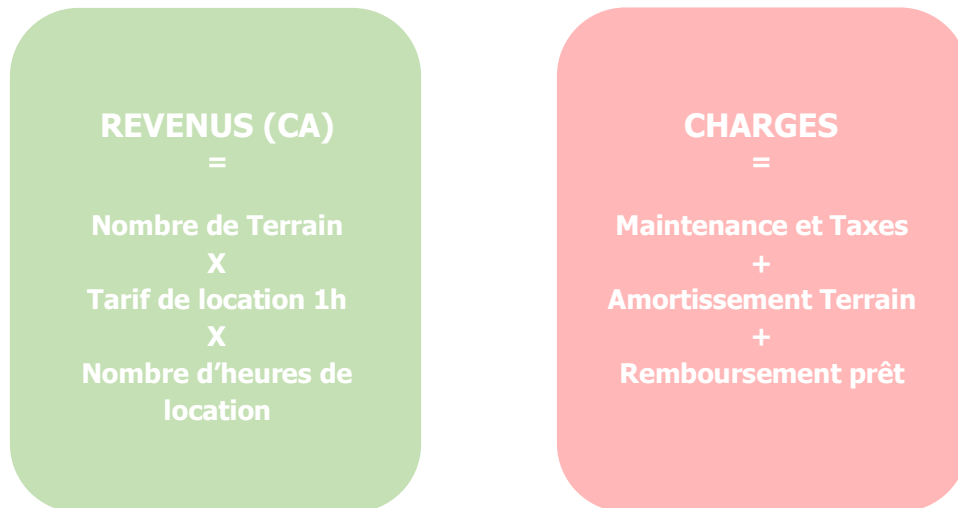 REVENUS (CA)
=
Nombre de Terrain
X
Tarif de location 1h
X
Nombre d’heures de
location
CHARGES
=
Maintenance et Taxes
+
Amortissement Terrain
+
Remboursement prêt